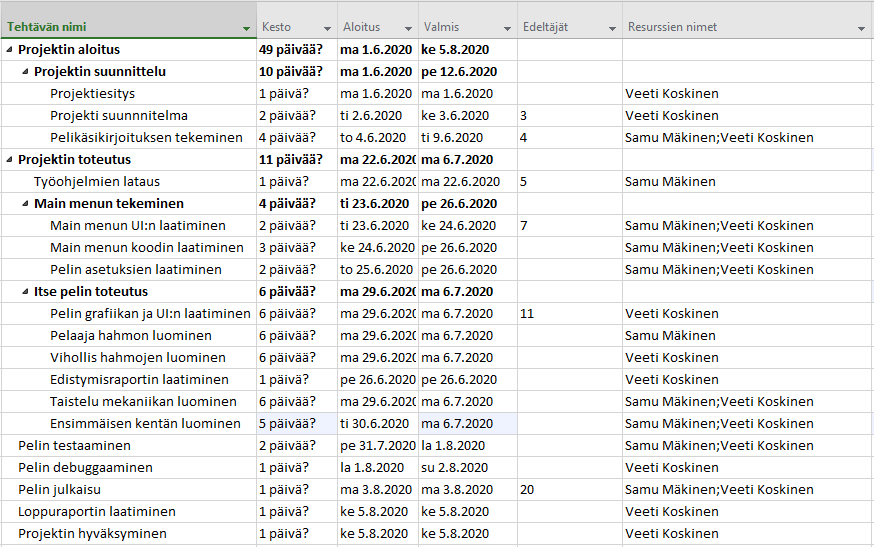 Tehtävän nimi Kesto Aloitus Valmis Edeltäjät Resurssien nimet
Projektin aloitus 49 päivää? ma 1.6.2020 ke 5.8.2020
Projektin suunnittelu 10 päivää? ma 1.6.2020 pe 12.6.2020
Projektiesitys 1 päivä? ma 1.6.2020 ma 1.6.2020 Veeti Koskinen
Projekti suunnnitelma 2 päivää? ti 2.6.2020 ke 3.6.2020 3 Veeti Koskinen
Pelikäsikirjoituksen tekeminen 4 päivää? to 4.6.2020 ti 9.6.2020 4 Samu Mäkinen;Veeti Koskinen
Projektin toteutus 11 päivää? ma 22.6.2020 ma 6.7.2020
Työohjelmien lataus 1 päivä? ma 22.6.2020 ma 22.6.2020 5 Samu Mäkinen
Main menun tekeminen 4 päivää? ti 23.6.2020 pe 26.6.2020
Main menun UI:n laatiminen 2 päivää? ti 23.6.2020 ke 24.6.2020 7 Samu Mäkinen;Veeti Koskinen
Main menun koodin laatiminen 3 päivää? ke 24.6.2020 pe 26.6.2020 Samu Mäkinen;Veeti Koskinen
Pelin asetuksien laatiminen 2 päivää? to 25.6.2020 pe 26.6.2020 Samu Mäkinen;Veeti Koskinen
Itse pelin toteutus 6 päivää? ma 29.6.2020 ma 6.7.2020
Pelin grafiikan ja UI:n laatiminen 6 päivää? ma 29.6.2020 ma 6.7.2020 11 Veeti Koskinen
Pelaaja hahmon luominen 6 päivää? ma 29.6.2020 ma 6.7.2020 Samu Mäkinen
Vihollis hahmojen luominen 6 päivää? ma 29.6.2020 ma 6.7.2020 Veeti Koskinen
Edistymisraportin laatiminen 1 päivä? pe 26.6.2020 pe 26.6.2020 Veeti Koskinen
Taistelu mekaniikan luominen 6 päivää? ma 29.6.2020 ma 6.7.2020 Samu Mäkinen;Veeti Koskinen
Ensimmäisen kentän luominen 5 päivää? ti 30.6.2020 ma 6.7.2020 Samu Mäkinen;Veeti Koskinen
Pelin testaaminen 2 päivää? pe 31.7.2020 la 1.8.2020 Samu Mäkinen;Veeti Koskinen
Pelin debuggaaminen 1 päivä? la 1.8.2020 su 2.8.2020 Veeti Koskinen
Pelin julkaisu 1 päivä? ma 3.8.2020 ma 3.8.2020 20 Samu Mäkinen;Veeti Koskinen
Loppuraportin laatiminen 1 päivä? ke 5.8.2020 ke 5.8.2020 Veeti Koskinen
Projektin hyväksyminen 1 päivä? ke 5.8.2020 ke 5.8.2020 Veeti Koskinen